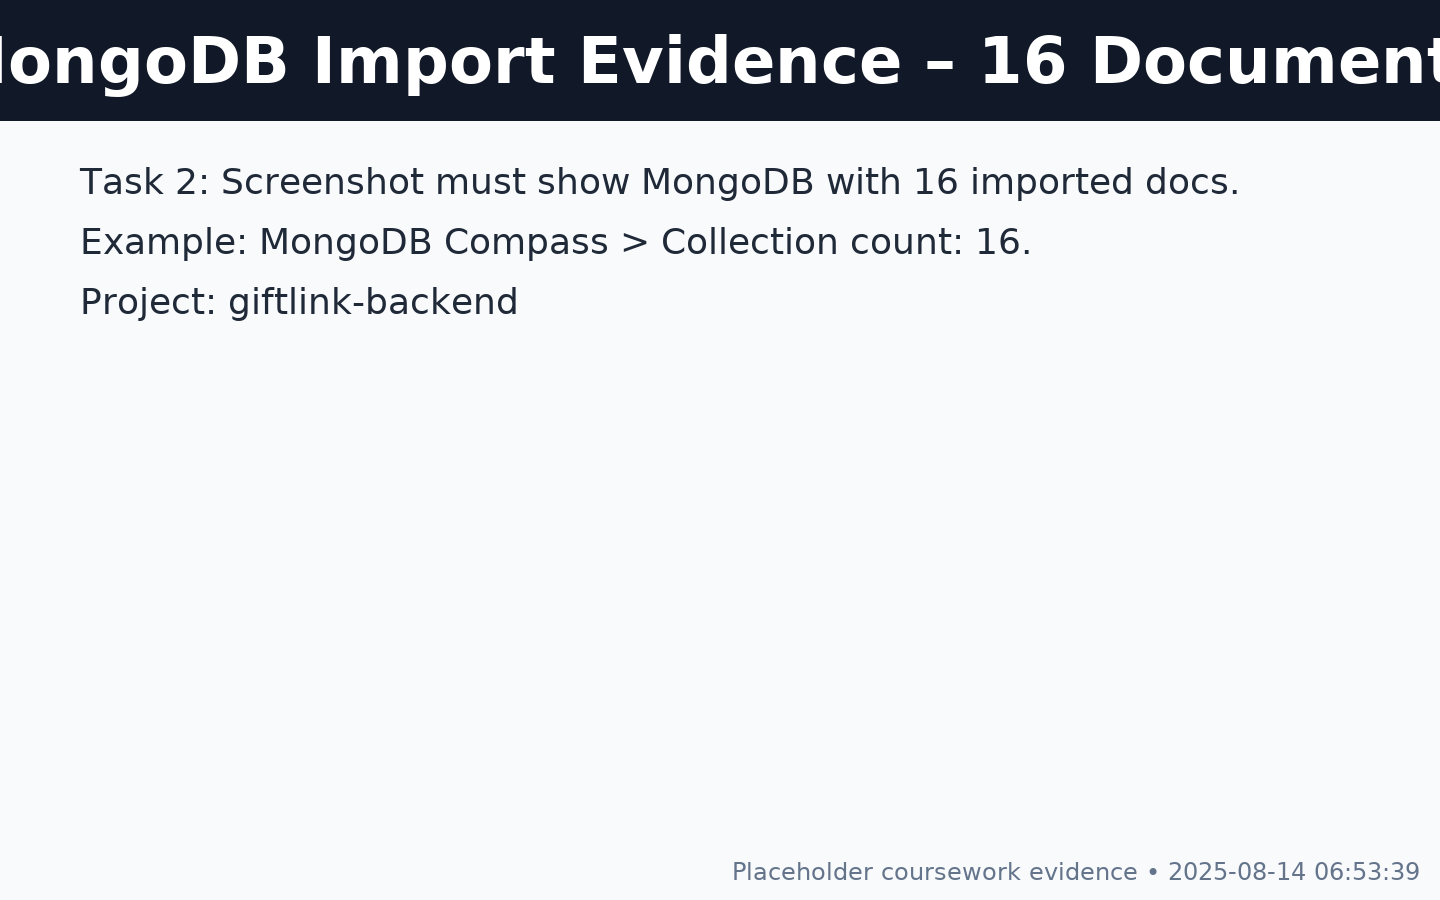 MongoDB Import Evidence – 16 Document
Task 2: Screenshot must show MongoDB with 16 imported docs.
Example: MongoDB Compass > Collection count: 16.
Project: giftlink-backend
Placeholder coursework evidence • 2025-08-14 06:53:39